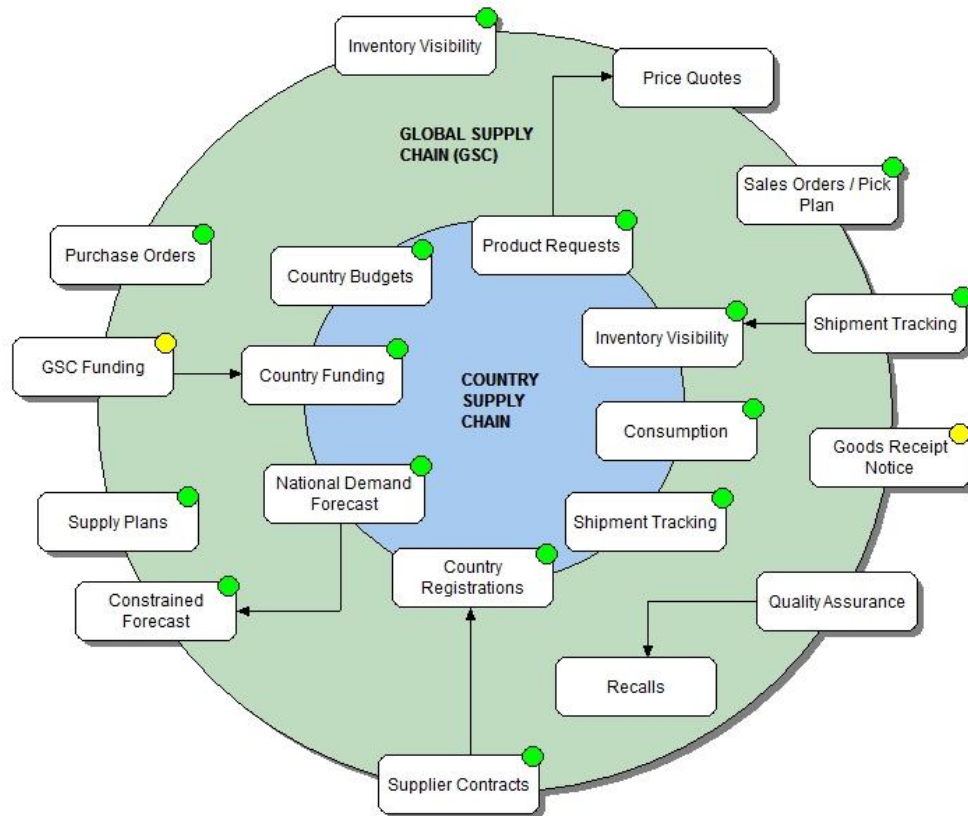 Inventory Visibility
Price Quotes
GLOBAL SUPPLY
CHAIN (GSC)
Sales Orders / Pick
Plan
Purchase Orders
Product Requests
Country Budgets
Shipment Tracking
Inventory Visibility
GSC Funding
Country Funding
COUNTRY
SUPPLY
CHAIN
Consumption
Goods Receipt
Notice
National Demand
Forecast
Supply Plans
Shipment Tracking
Country
Registrations
Constrained
Forecast
Quality Assurance
Recalls
Supplier Contracts